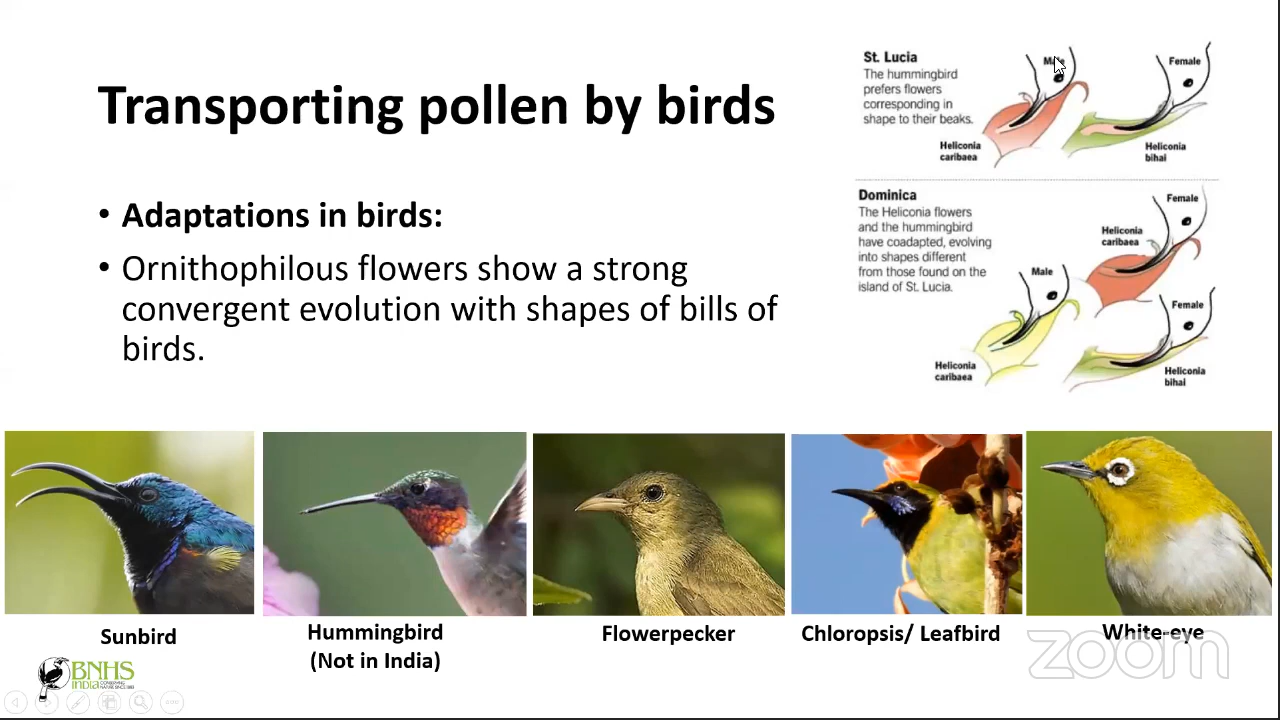 Transporting pollen by birds
• Adaptations in birds:
• Ornithophilous flowers show a strong
convergent evolution with shapes of bills of
birds.
St. Lucia
The hummingbird
prefers flowers
corresponding in
shape to their beaks.
Male
Female
Heliconia
caribaea
Heliconia
bihai
Dominica
The Heliconia flowers
and the hummingbird
have coadapted, evolving
into shapes different
from those found on the
island of St. Lucia.
Female
Heliconia
caribaea
Male
Female
Heliconia
caribaea
Heliconia
bihai
Sunbird
Hummingbird
(Not in India)
Flowerpecker
Chloropsis/ Leafbird
White-eye
BNHS
India
zoom